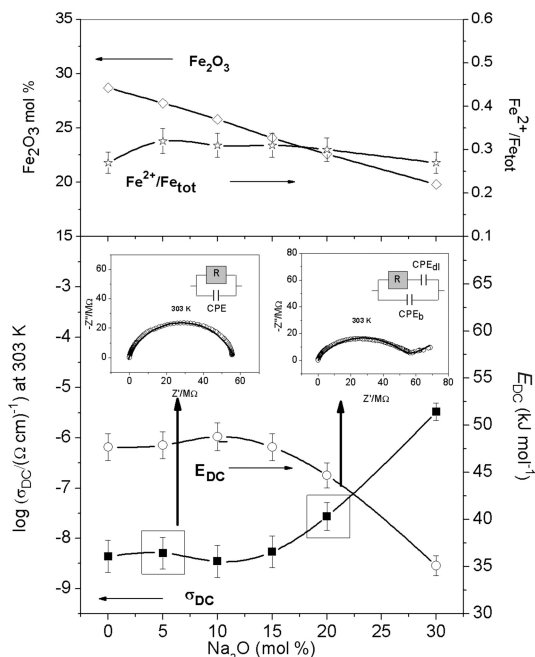 35
30
25
20
15
Fe₂O₃ mol %
Fe₂O₃
Fe²⁺/Feₜₒₜ
0.6
0.5
0.4
0.3
0.2
0.1
Fe²⁺/Feₜₒₜ
-3
-4
-5
-6
-7
-8
-9
log (σDC/(Ω cm)⁻¹) at 303 K
60
40
20
0
-Z''/MΩ
R
CPE
303 K
0 20 40 60 80
Z'/MΩ
60
40
20
0
-Z''/MΩ
CPEdl
R
CPEb
303 K
0 20 40 60 80
Z'/MΩ
EDC
σDC
65
60
55
50
45
40
35
30
EDC (kJ mol⁻¹)
0 5 10 15 20 25 30
Na₂O (mol %)